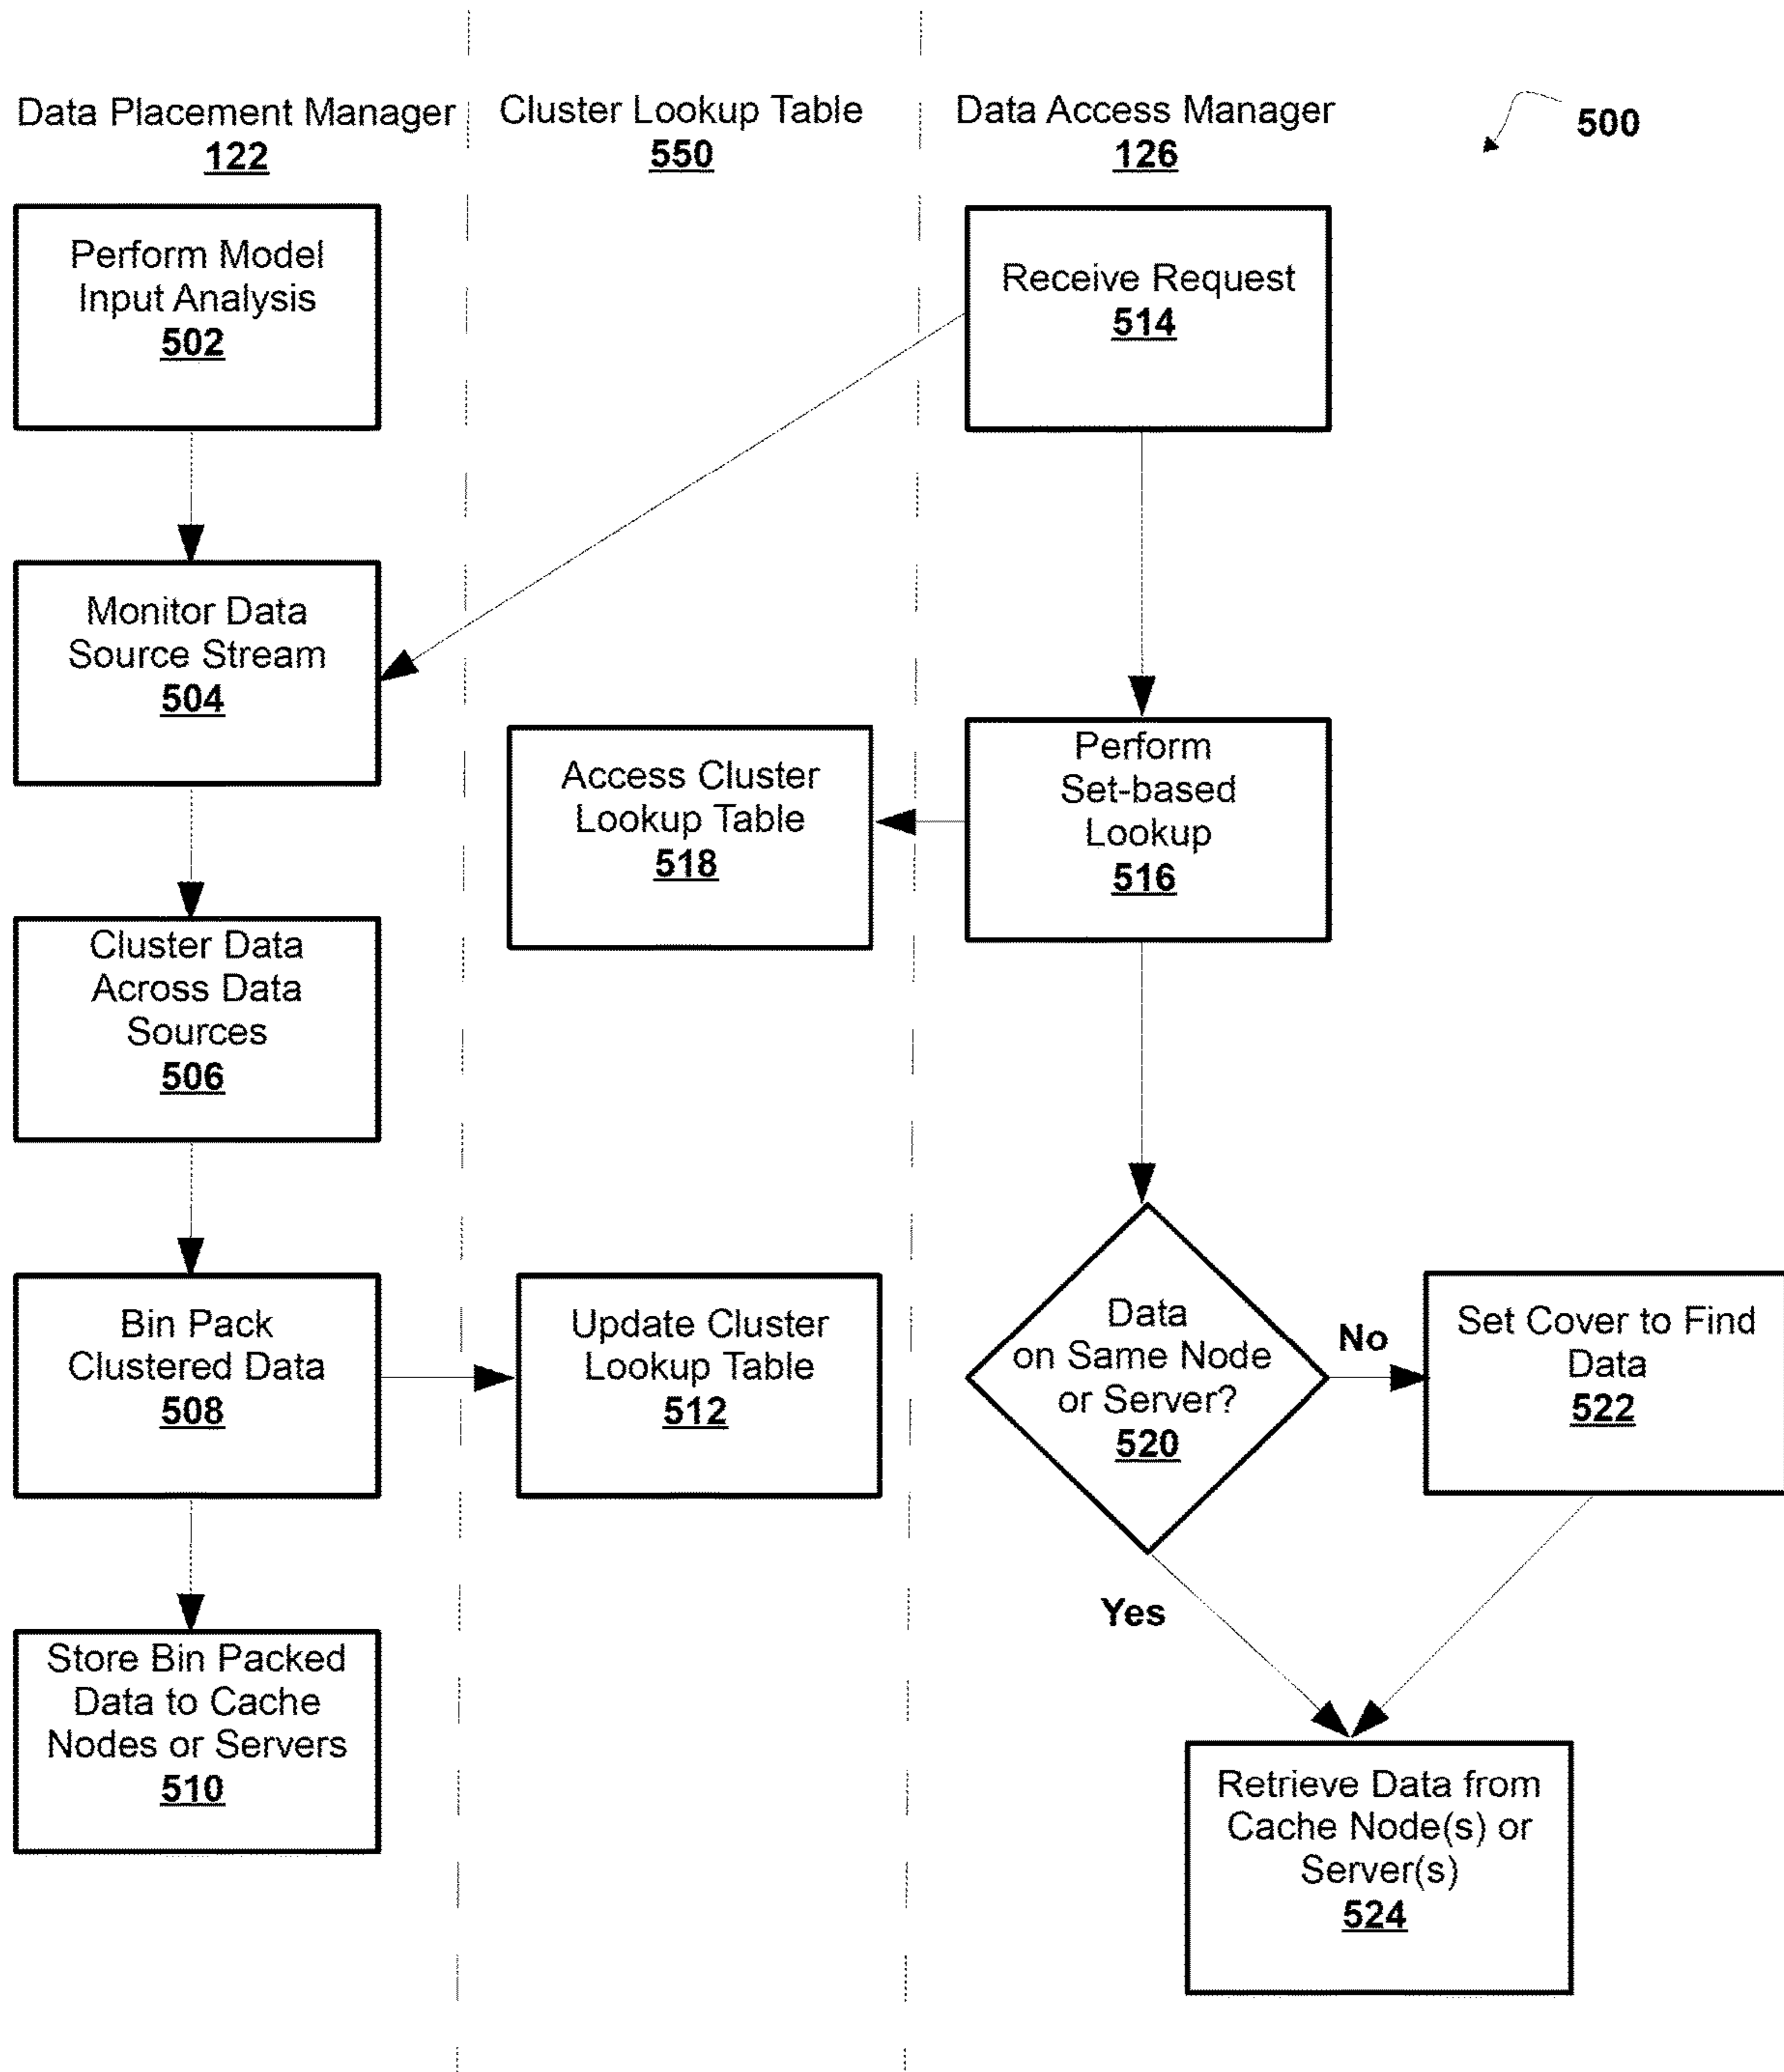 Data Placement Manager
122
Cluster Lookup Table
550
Data Access Manager
126
500
Perform Model
Input Analysis
502
Receive Request
514
Monitor Data
Source Stream
504
Access Cluster
Lookup Table
518
Perform
Set-based
Lookup
516
Cluster Data
Across Data
Sources
506
Bin Pack
Clustered Data
508
Update Cluster
Lookup Table
512
Data
on Same Node
or Server?
520
No
Set Cover to Find
Data
522
Yes
Store Bin Packed
Data to Cache
Nodes or Servers
510
Retrieve Data from
Cache Node(s) or
Server(s)
524